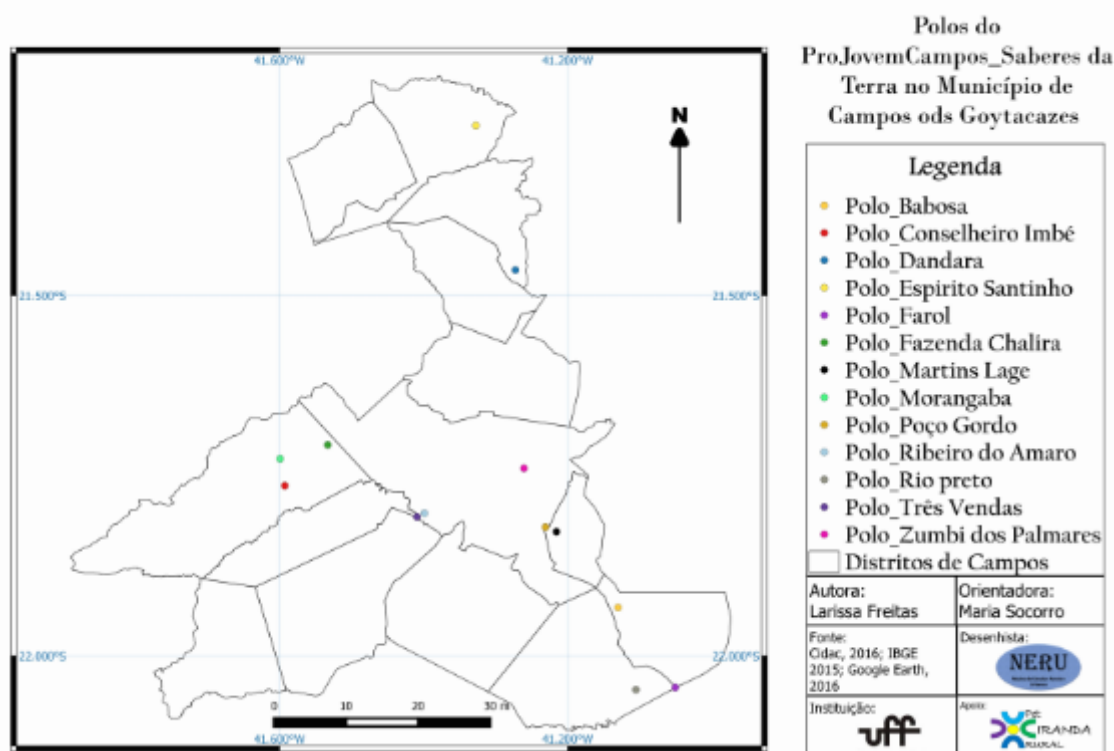 Polos do
ProJovemCampos_Saberes da
Terra no Município de
Campos ods Goytacazes
41.600°W
41.200°W
N
21.500°S
21.500°S
22.000°S
22.000°S
0 10 20 30
41.600°W
41.200°W
Legenda
Polo_Babosa
Polo_Conselheiro Imbé
Polo_Dandara
Polo_Espirito Santinho
Polo_Farol
Polo_Fazenda Chalira
Polo_Martins Lage
Polo_Morangaba
Polo_Poço Gordo
Polo_Ribeiro do Amaro
Polo_Rio preto
Polo_Três Vendas
Polo_Zumbi dos Palmares
Distritos de Campos
Autora:
Larissa Freitas
Orientadora:
Maria Socorro
Fonte:
Cidac, 2016; IBGE
2015; Google Earth,
2016
Desenhista:
NERU
Instituição:
uff
Apoio:
IRANDA
RURAL